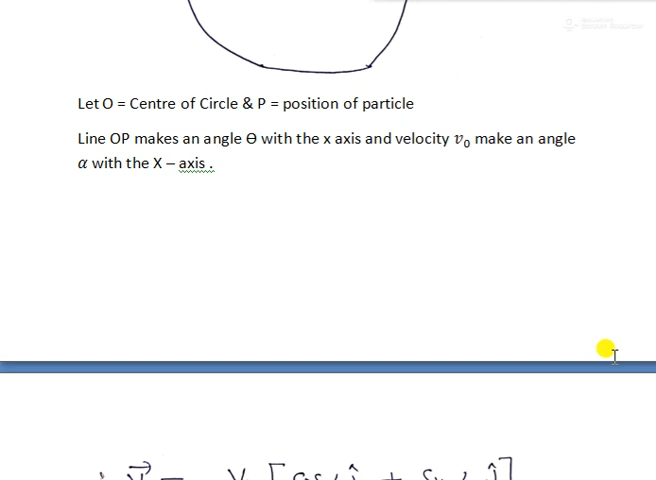 Let O = Centre of Circle & P = position of particle
Line OP makes an angle Ө with the x axis and velocity v₀ make an angle
α with the X – axis .